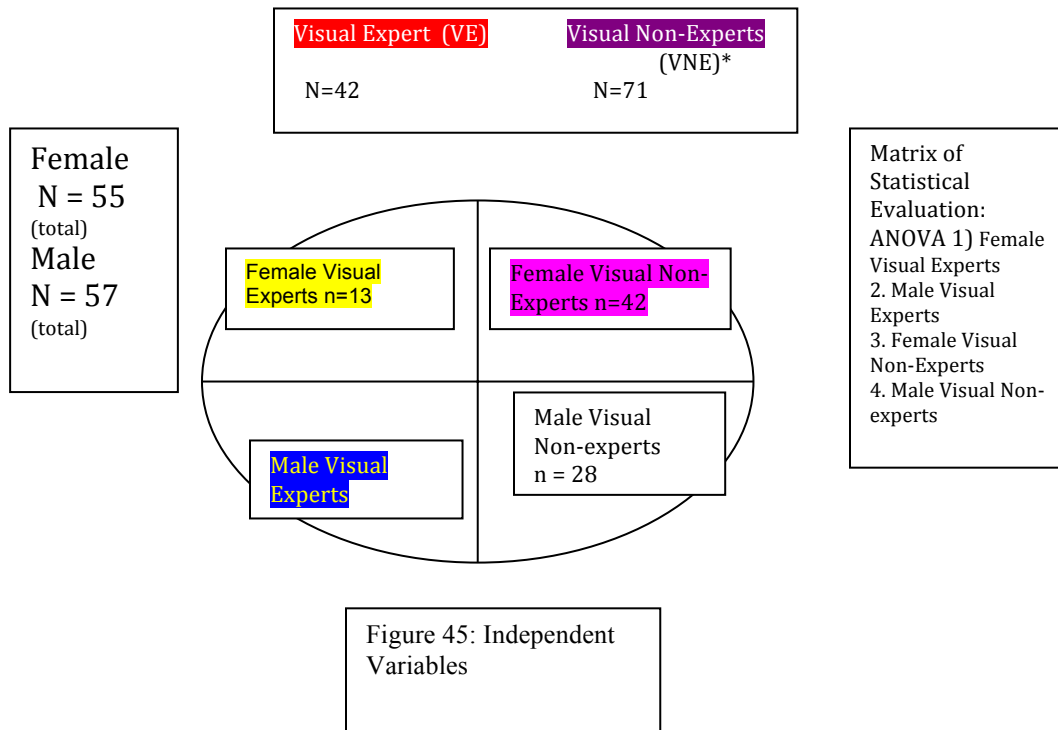 Visual Expert (VE) Visual Non-Experts
(VNE)*
N=42 N=71
Female
N = 55
(total)
Male
N = 57
(total)
Matrix of
Statistical
Evaluation:
ANOVA 1) Female
Visual Experts
2. Male Visual
Experts
3. Female Visual
Non-Experts
4. Male Visual Non-
experts
Female Visual
Experts n=13
Female Visual Non-
Experts n=42
Male Visual
Experts
Male Visual
Non-experts
n = 28
Figure 45: Independent
Variables